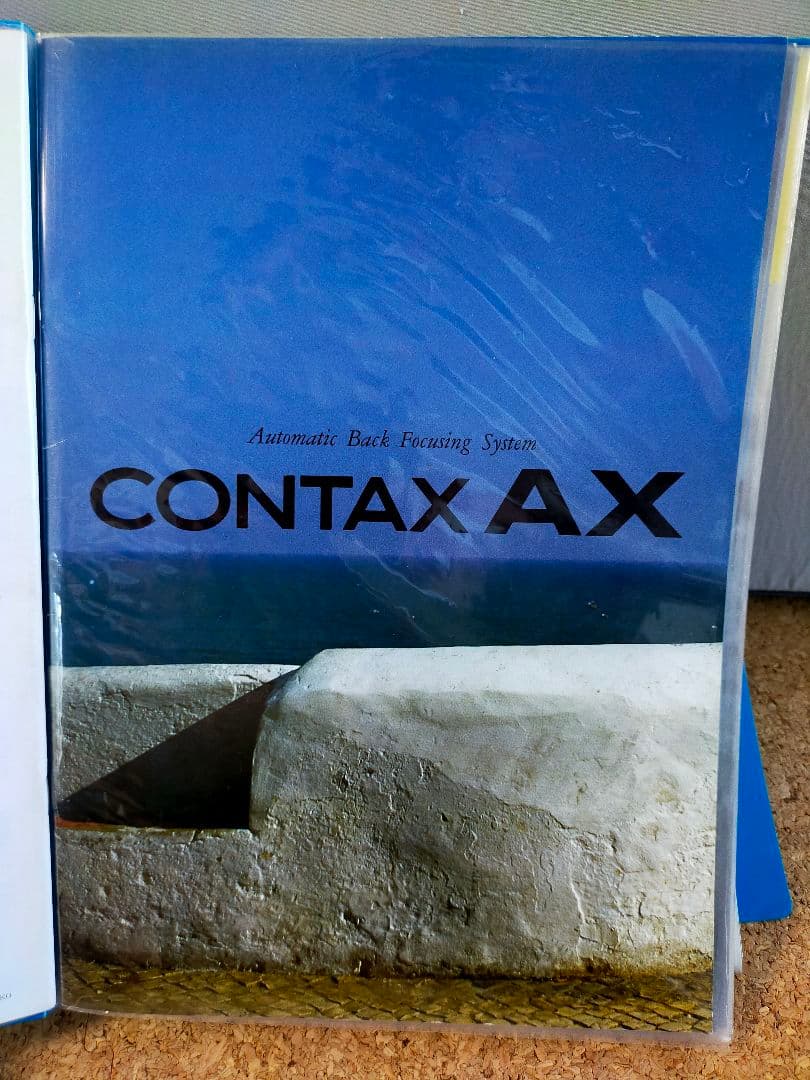 Automatic Back Focusing System
CONTAX AX